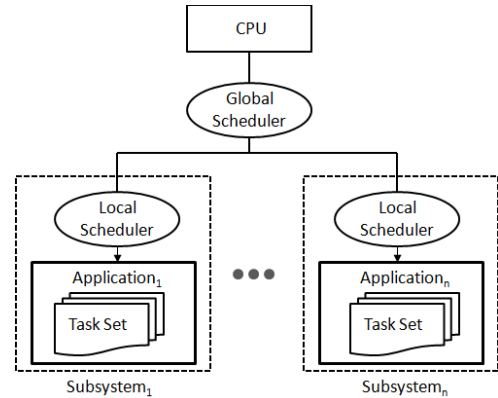 CPU
Global
Scheduler
Local
Scheduler
Local
Scheduler
Application₁
Applicationₙ
Task Set
Task Set
Subsystem₁
Subsystemₙ